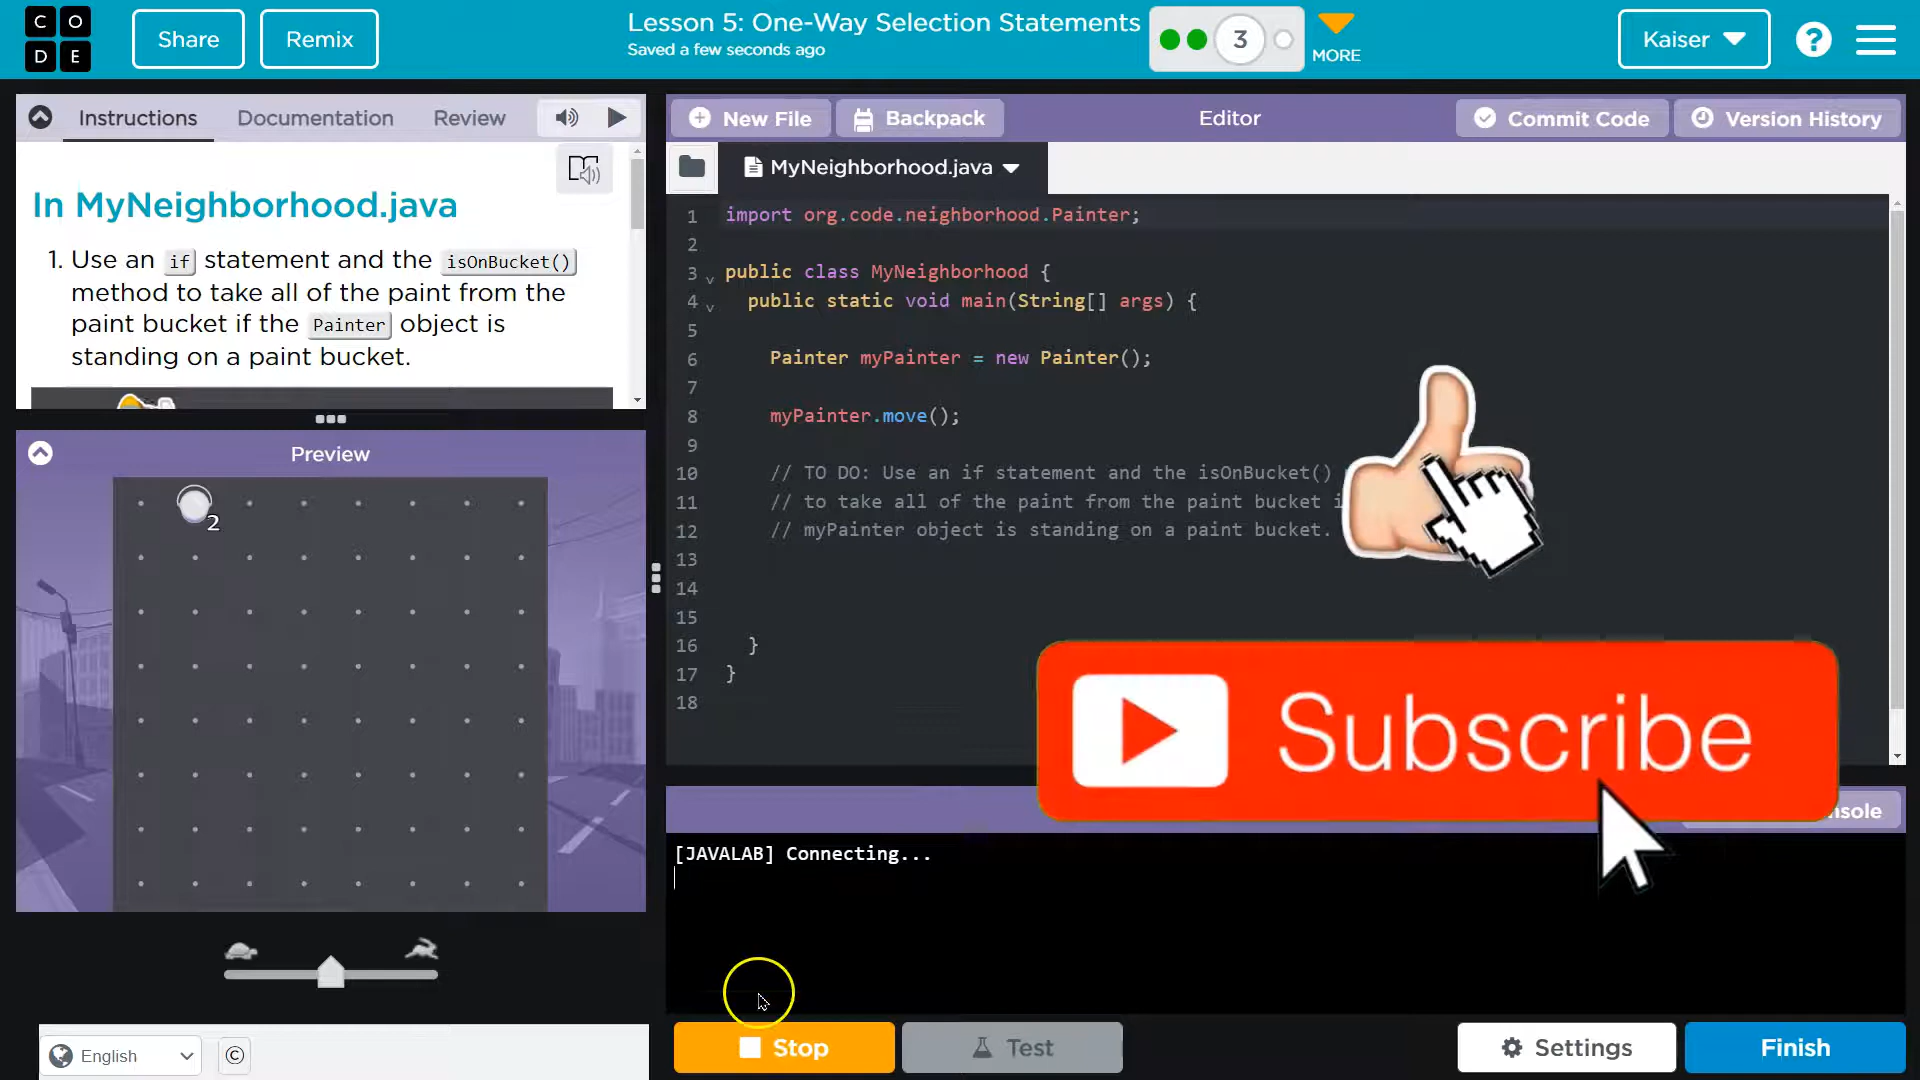 C O
D E
Share
Remix
Lesson 5: One-Way Selection Statements
Saved a few seconds ago
3
MORE
Kaiser
?
Instructions
Documentation
Review
New File
Backpack
Editor
Commit Code
Version History
MyNeighborhood.java
In MyNeighborhood.java
1. Use an if statement and the isOnBucket()
method to take all of the paint from the
paint bucket if the Painter object is
standing on a paint bucket.
1 import org.code.neighborhood.Painter;
2
3 public class MyNeighborhood {
4 public static void main(String[] args) {
5
6 Painter myPainter = new Painter();
7
8 myPainter.move();
9
10 // TO DO: Use an if statement and the isOnBucket()
11 // to take all of the paint from the paint bucket
12 // myPainter object is standing on a paint bucket.
13
14
15
16 }
17 }
18
Preview
2
Subscribe
[JAVALAB] Connecting...
English
©
Stop
Test
Settings
Finish